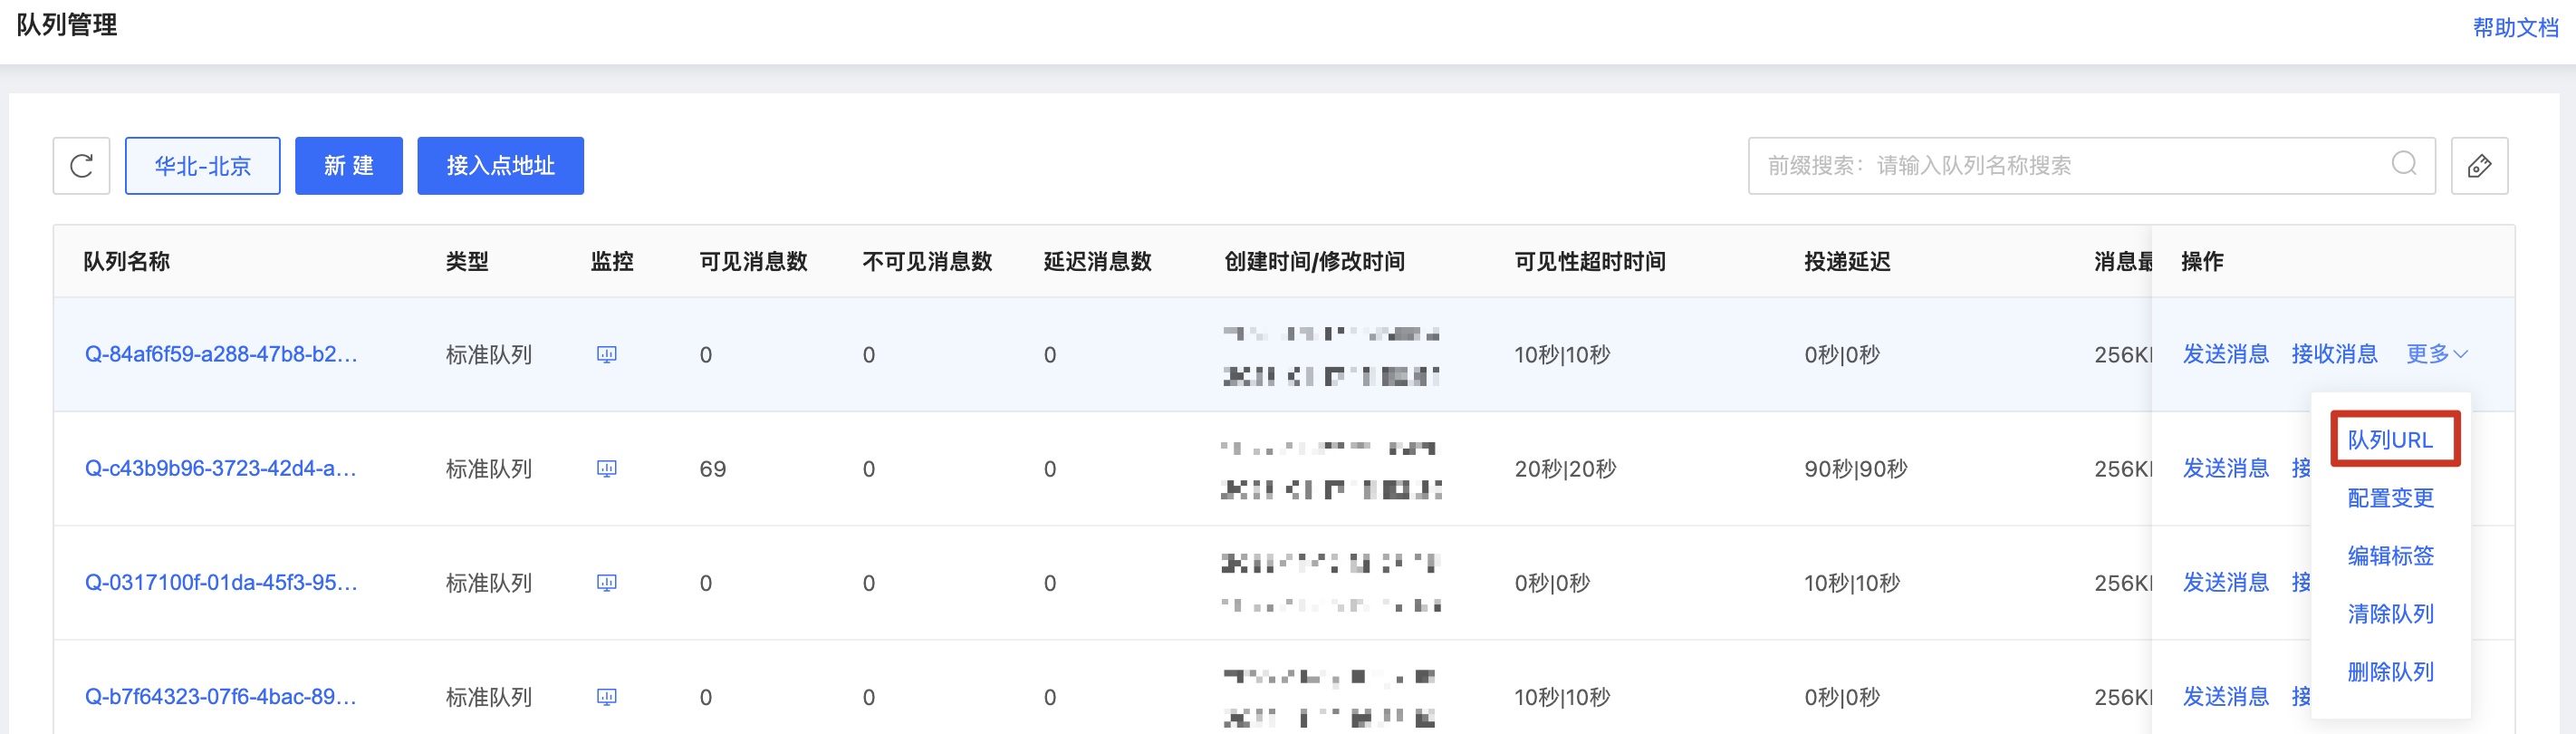 队列管理
帮助文档
华北-北京 新 建 接入点地址 前缀搜索：请输入队列名称搜索
队列名称 类型 监控 可见消息数 不可见消息数 延迟消息数 创建时间/修改时间 可见性超时时间 投递延迟 消息最 操作
Q-84af6f59-a288-47b8-b2... 标准队列 0 0 0 10秒|10秒 0秒|0秒 256K 发送消息 接收消息 更多
队列URL
Q-c43b9b96-3723-42d4-a... 标准队列 69 0 0 20秒|20秒 90秒|90秒 256K 发送消息 接
配置变更
编辑标签
Q-0317100f-01da-45f3-95... 标准队列 0 0 0 0秒|0秒 10秒|10秒 256K 发送消息 接
清除队列
删除队列
Q-b7f64323-07f6-4bac-89... 标准队列 0 0 0 10秒|10秒 0秒|0秒 256K 发送消息 接